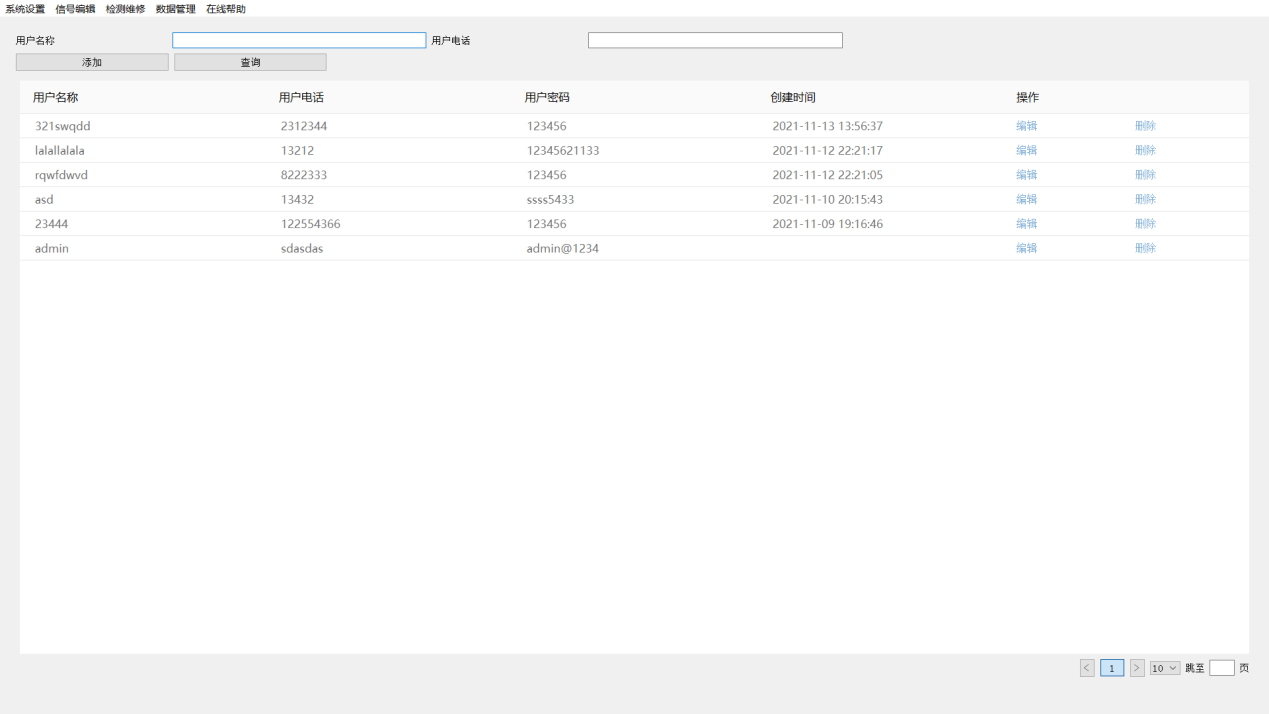 系统设置 信号编辑 检测维修 数据管理 在线帮助
用户名称 用户电话
添加 查询
用户名称 用户电话 用户密码 创建时间 操作
321swqdd 2312344 123456 2021-11-13 13:56:37 编辑 删除
lalallalala 13212 12345621133 2021-11-12 22:21:17 编辑 删除
rqwfdwvd 8222333 123456 2021-11-12 22:21:05 编辑 删除
asd 13432 ssss5433 2021-11-10 20:15:43 编辑 删除
23444 122554366 123456 2021-11-09 19:16:46 编辑 删除
admin sdasdas admin@1234 编辑 删除
< 1 > 10 跳至 页